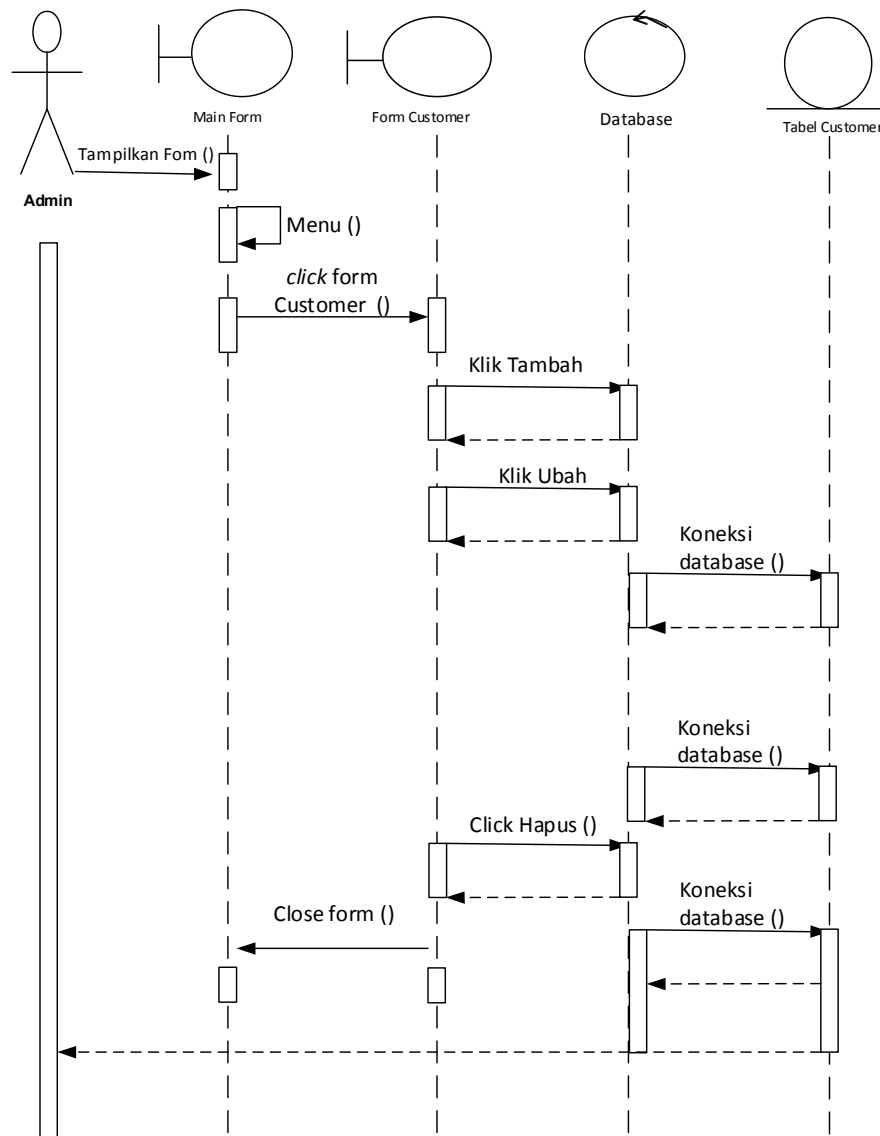 Main Form
Form Customer
Database
Tabel Customer
Tampilkan Fom ()
Admin
Menu ()
click form
Customer ()
Klik Tambah
Klik Ubah
Koneksi
database ()
Koneksi
database ()
Click Hapus ()
Koneksi
database ()
Close form ()